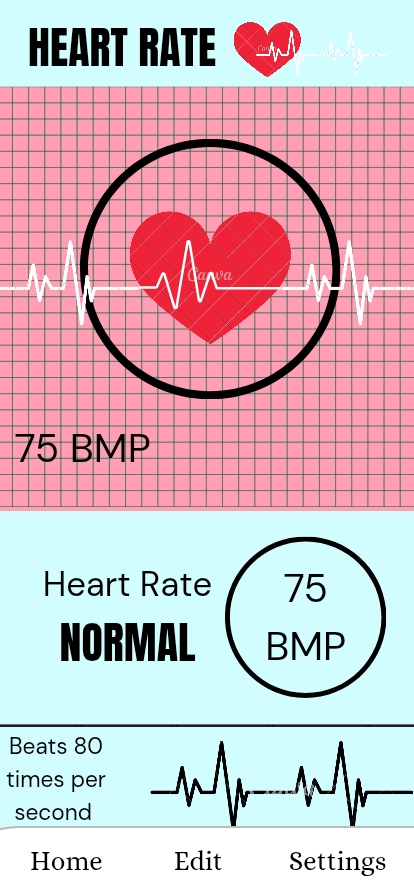 HEART RATE
Canva
75 BMP
Heart Rate
NORMAL
75
BMP
Beats 80
times per
second
Home Edit Settings